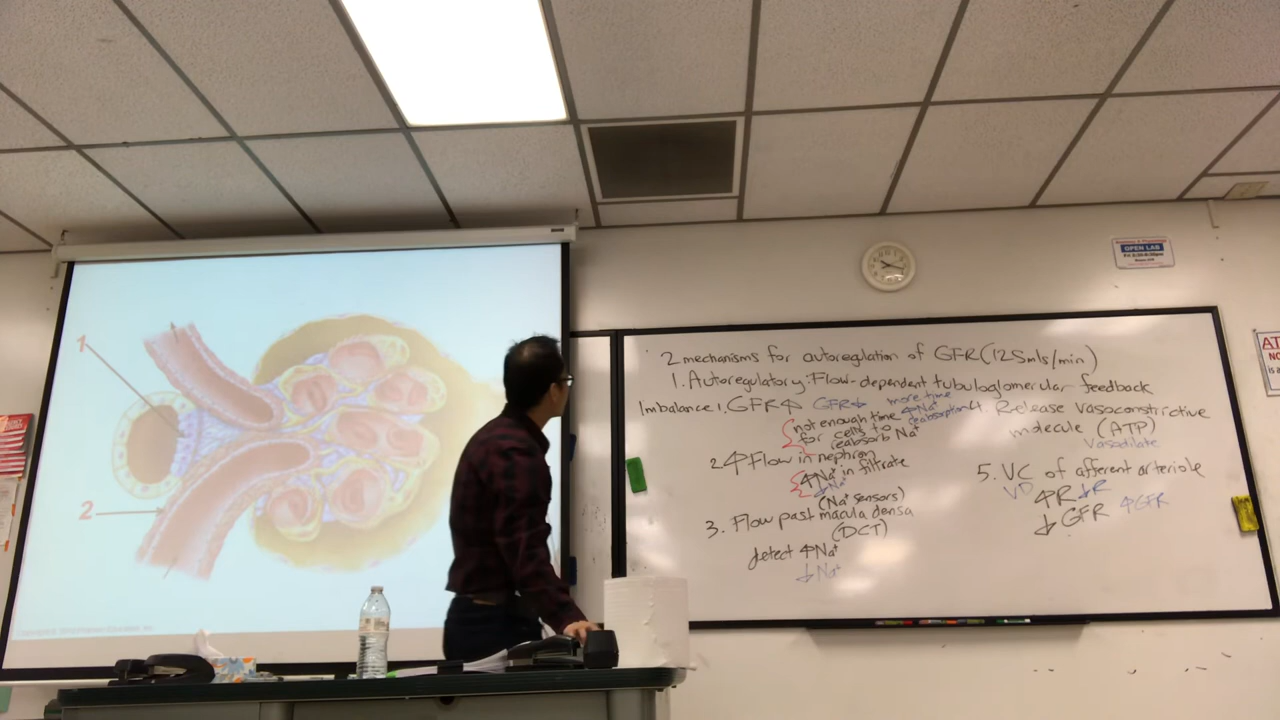 1
2
2 mechanisms for autoregulation of GFR (125mls/min)
1. Autoregulatory: Flow-dependent tubuloglomerular feedback
Imbalance 1. GFR↑ GFR↓ more time
↑Na⁺
reabsorption
not enough time
for cells to
reabsorb Na⁺
2 ↑ Flow in nephron
↑Na⁺ in filtrate
↓Na⁺
(Na⁺ sensors)
3. Flow past macula densa
(DCT)
detect ↑Na⁺
↓Na⁺
4. Release vasoconstrictive
molecule (ATP)
Vasodilate
5. VC of afferent arteriole
VD ↑R ↓R
↓GFR ↑GFR
OPEN LAB